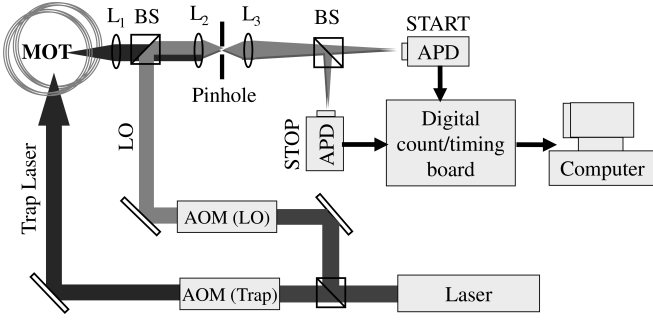 L1 BS L2 L3 BS START
MOT
APD
Pinhole
LO
STOP
APD
Digital
count/timing
board
Computer
Trap Laser
AOM (LO)
AOM (Trap)
Laser